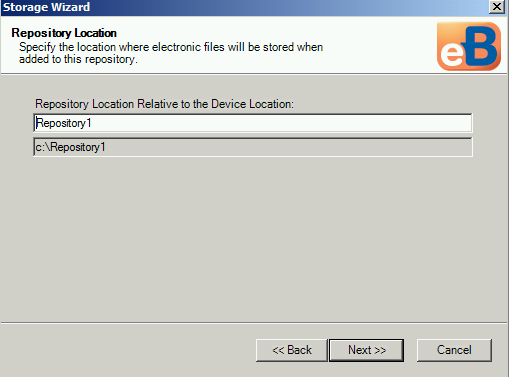 Storage Wizard
Repository Location
Specify the location where electronic files will be stored when
added to this repository.
eB
Repository Location Relative to the Device Location:
Repository1
c:\Repository1
<< Back
Next >>
Cancel